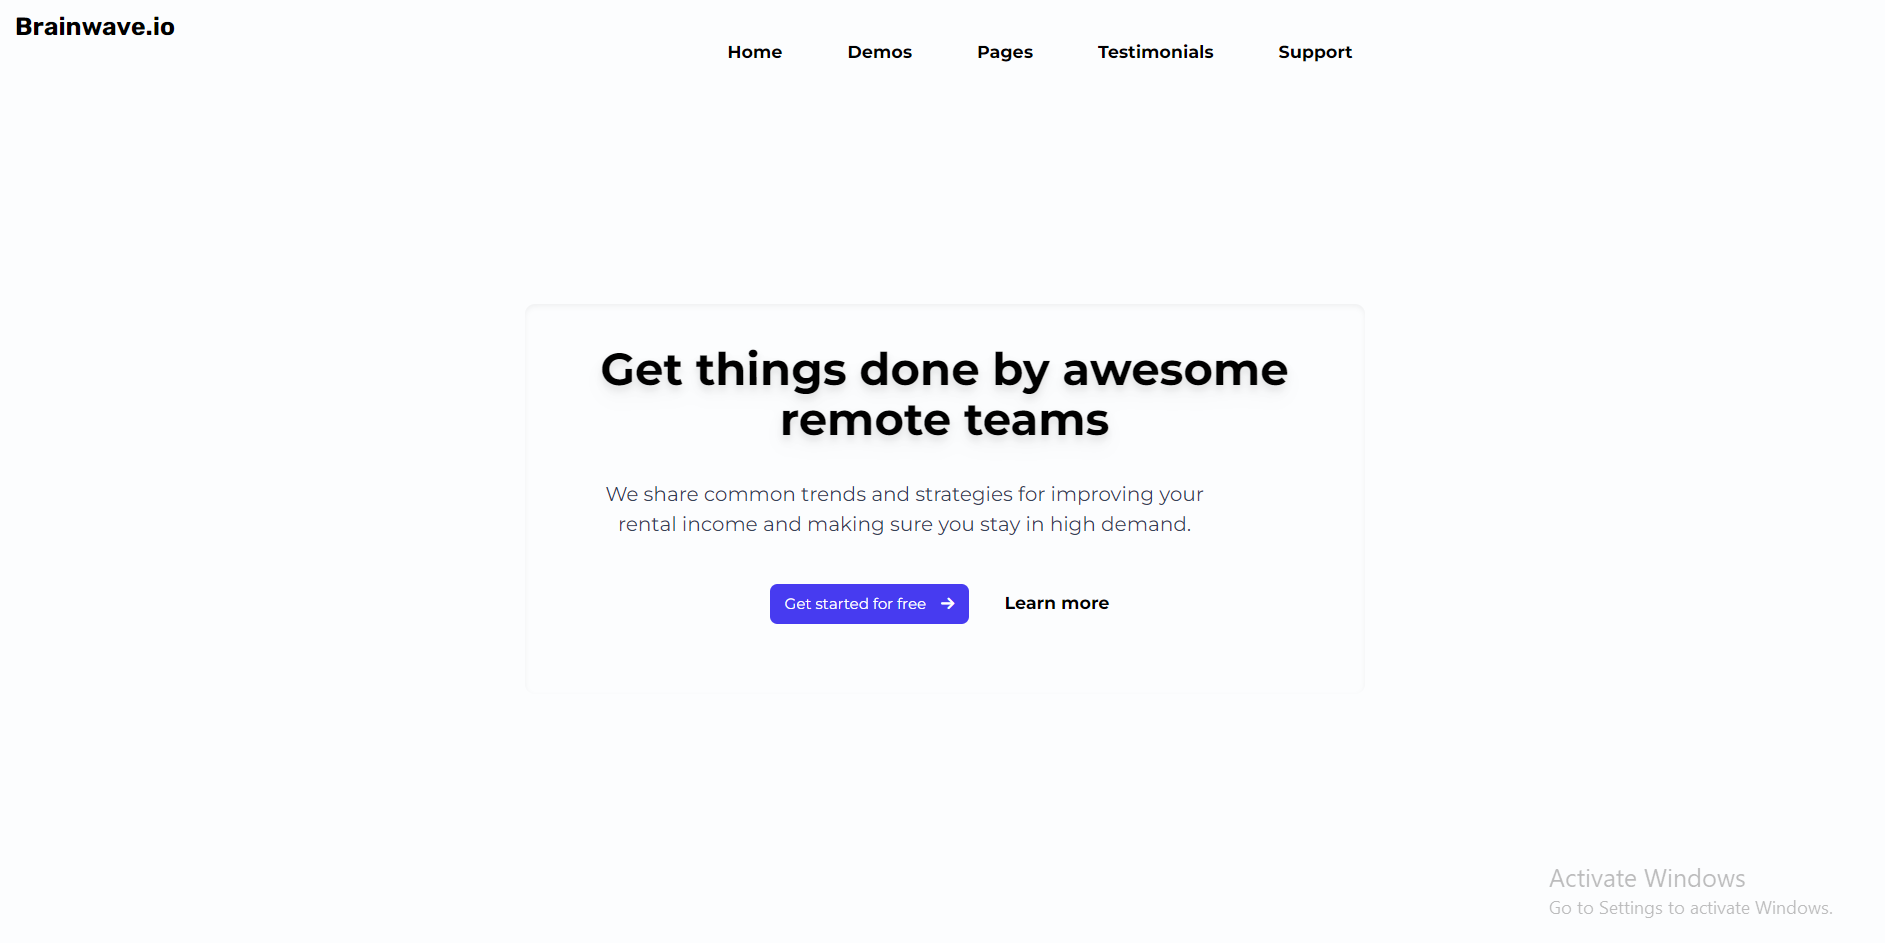 Brainwave.io
Home Demos Pages Testimonials Support
Get things done by awesome
remote teams
We share common trends and strategies for improving your
rental income and making sure you stay in high demand.
Get started for free Learn more
Activate Windows
Go to Settings to activate Windows.